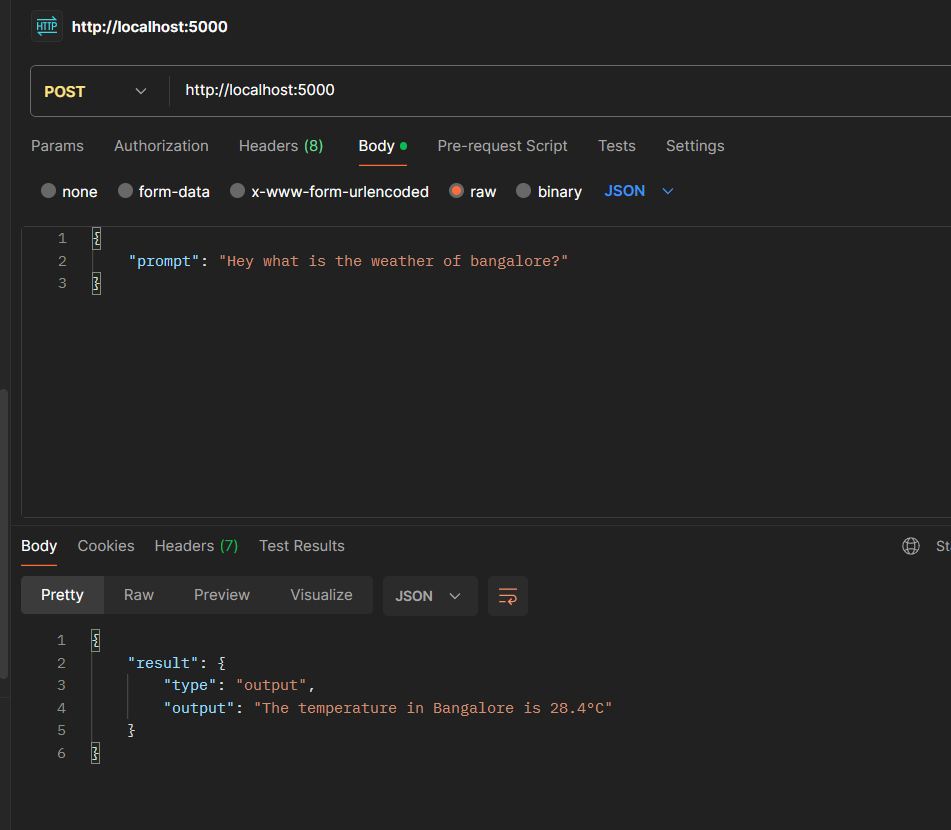 HTTP http://localhost:5000
POST http://localhost:5000
Params Authorization Headers (8) Body Pre-request Script Tests Settings
none form-data x-www-form-urlencoded raw binary JSON
1 {
2 "prompt": "Hey what is the weather of bangalore?"
3 }
Body Cookies Headers (7) Test Results
Pretty Raw Preview Visualize JSON
1 {
2 "result": {
3 "type": "output",
4 "output": "The temperature in Bangalore is 28.4°C"
5 }
6 }